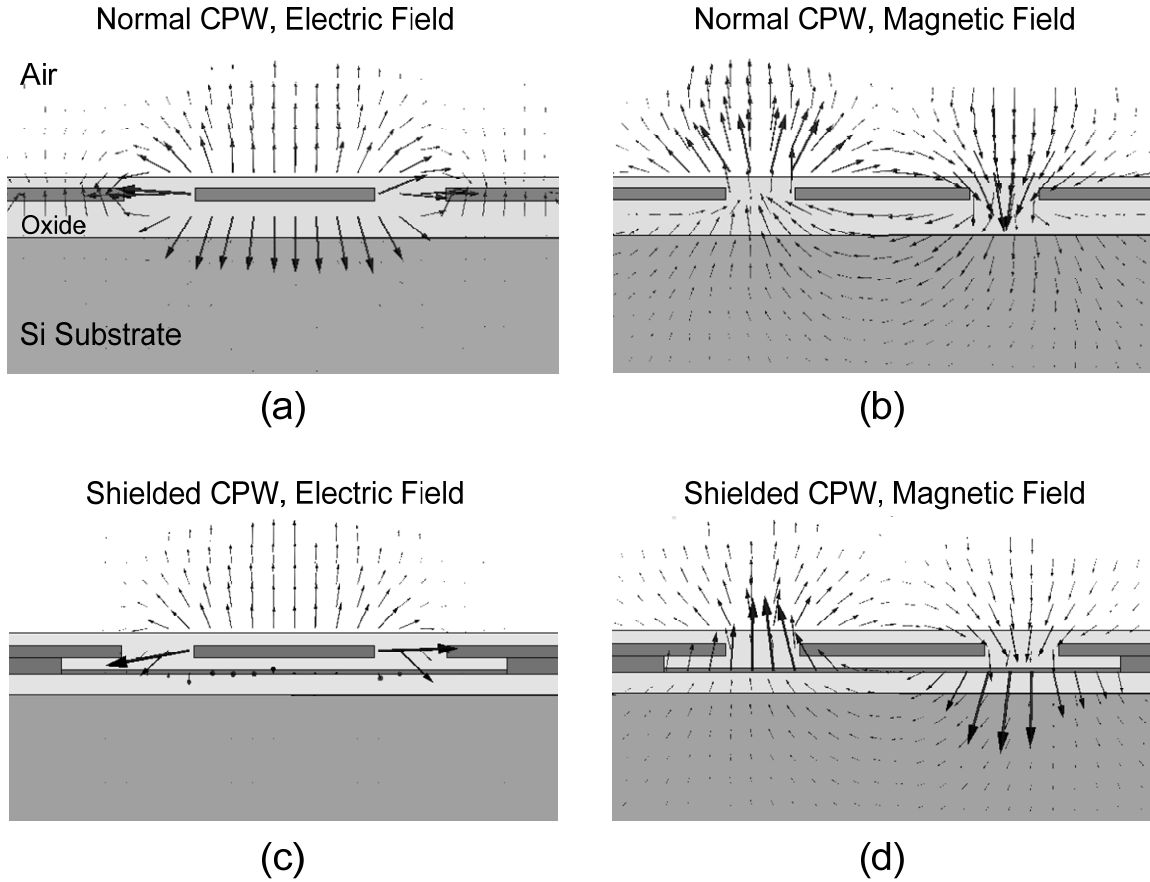 Normal CPW, Electric Field
Normal CPW, Magnetic Field
Air
Oxide
Si Substrate
(a)
(b)
Shielded CPW, Electric Field
Shielded CPW, Magnetic Field
(c)
(d)